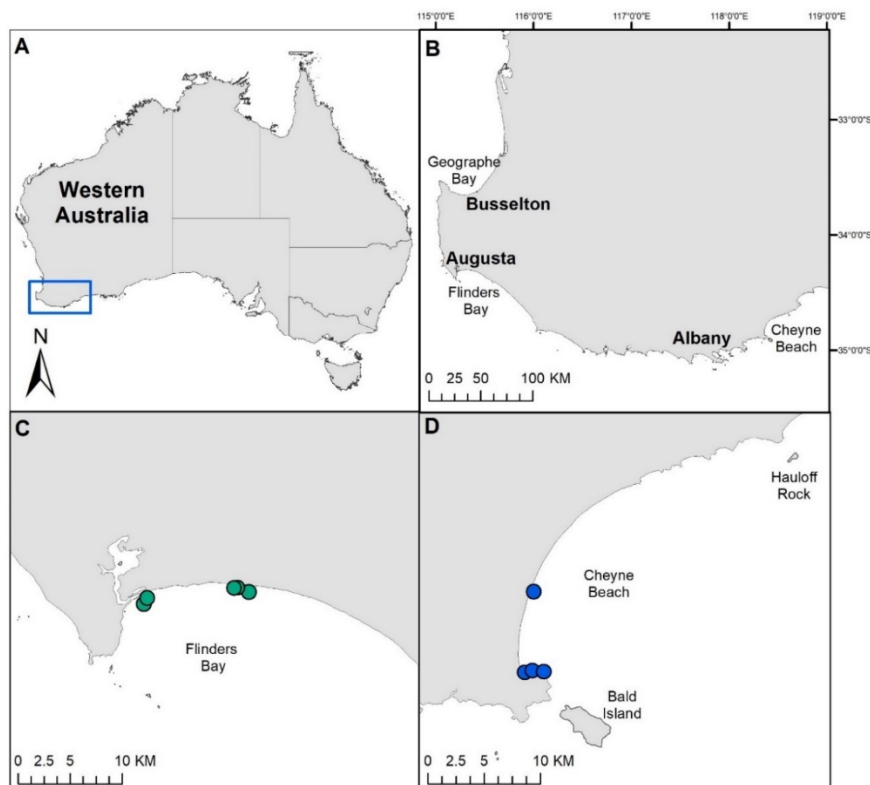 115°0'0"E
116°0'0"E
117°0'0"E
118°0'0"E
119°0'0"E
A
Western
Australia
N
B
33°0'0"S
34°0'0"S
35°0'0"S
Geographe
Bay
Busselton
Augusta
Flinders
Bay
Albany
Cheyne
Beach
0 25 50 100 KM
C
Flinders
Bay
0 2.5 5 10 KM
D
Hauloff
Rock
Cheyne
Beach
Bald
Island
0 2.5 5 10 KM